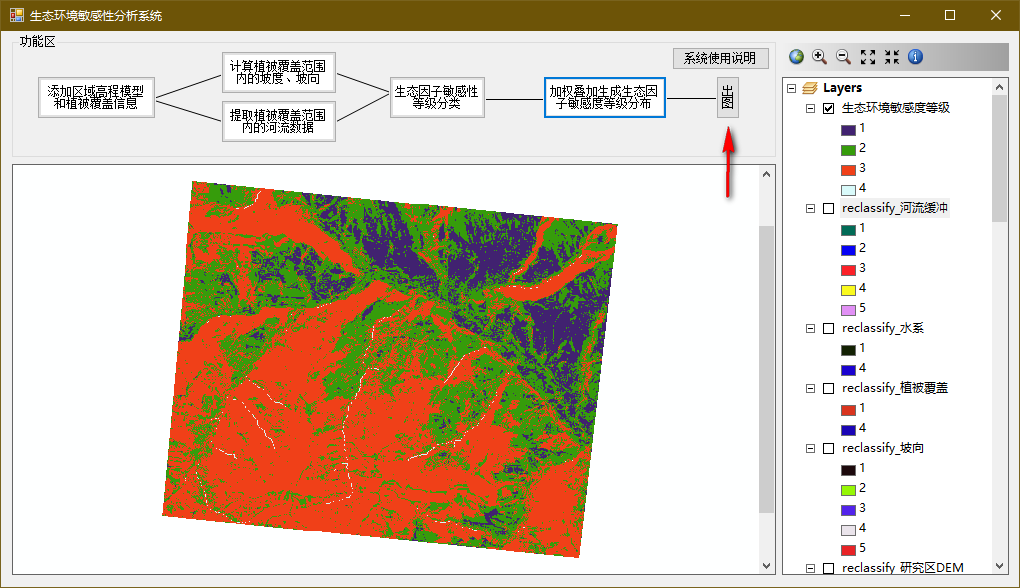 生态环境敏感性分析系统
功能区
添加区域高程模型
和植被覆盖信息
计算植被覆盖范围
内的坡度、坡向
提取植被覆盖范围
内的河流数据
生态因子敏感性
等级分类
加权叠加生成生态因
子敏感度等级分布
系统使用说明
出
图
Layers
生态环境敏感度等级
1
2
3
4
reclassify_河流缓冲
1
2
3
4
5
reclassify_水系
1
4
reclassify_植被覆盖
1
4
reclassify_坡向
1
2
3
4
5
reclassify_研究区DEM